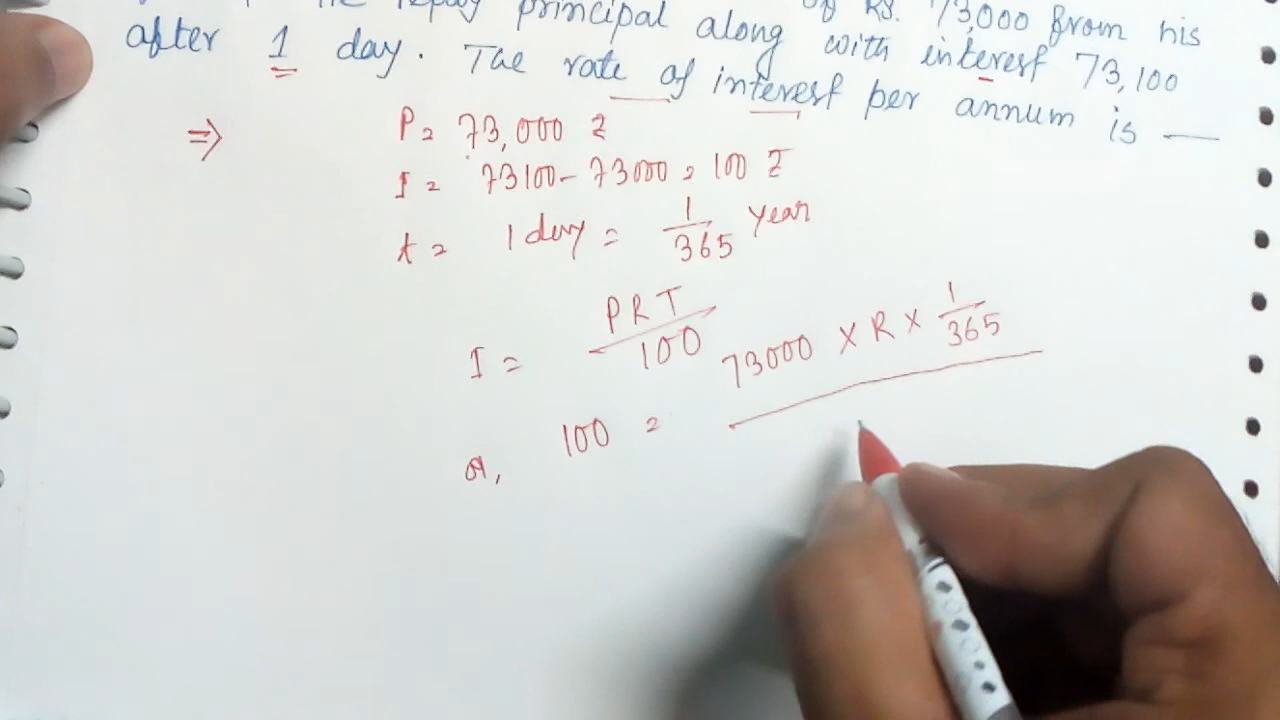 The repay principal along of Rs. 73,000 from his
after 1 day. The rate of interest per annum is with interest 73,100
⇒ P = 73,000 ₹
I = 73100 - 73000 = 100 ₹
t = 1 day = 1/365 year
I = PRT/100
or, 100 = 73000 × R × 1/365